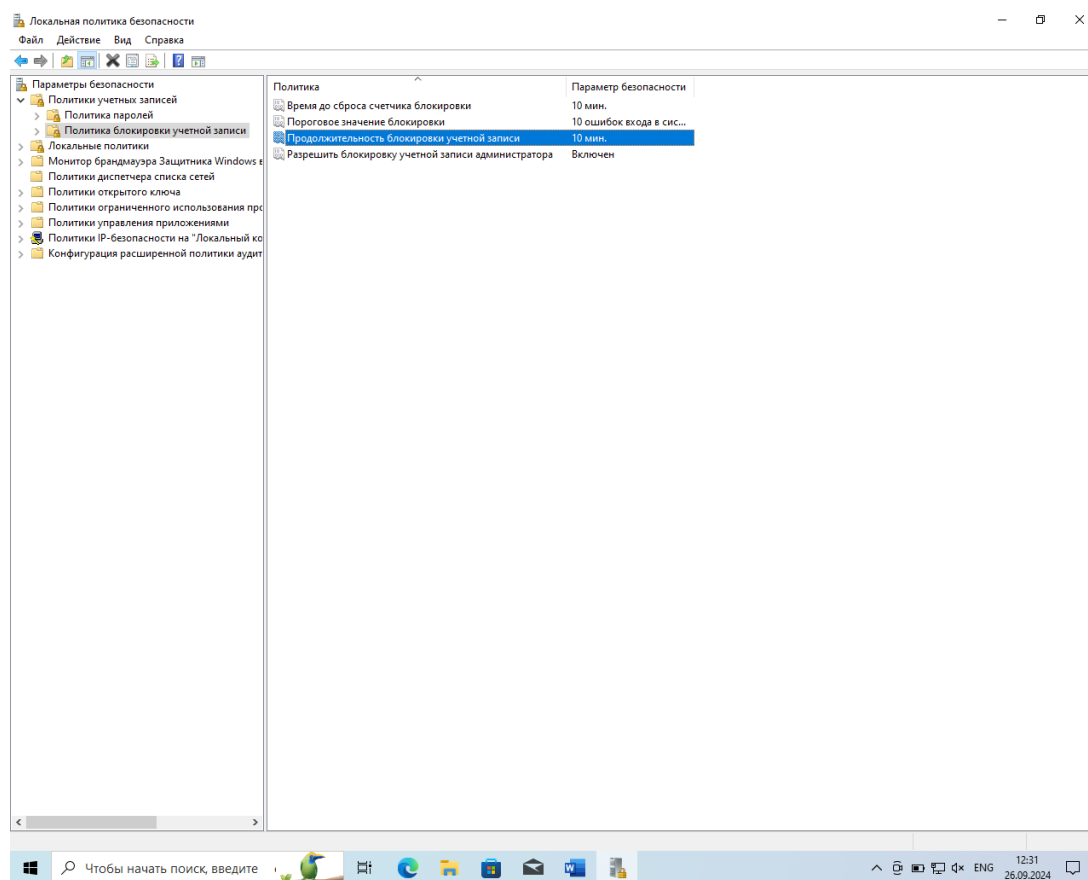 Локальная политика безопасности
Файл Действие Вид Справка
Параметры безопасности
Политики учетных записей
Политика паролей
Политика блокировки учетной записи
Локальные политики
Монитор брандмауэра Защитника Windows в
Политики диспетчера списка сетей
Политики открытого ключа
Политики ограниченного использования прс
Политики управления приложениями
Политики IP-безопасности на "Локальный ко
Конфигурация расширенной политики аудит
Политика Параметр безопасности
Время до сброса счетчика блокировки 10 мин.
Пороговое значение блокировки 10 ошибок входа в сис...
Продолжительность блокировки учетной записи 10 мин.
Разрешить блокировку учетной записи администратора Включен
Чтобы начать поиск, введите
ENG
12:31
26.09.2024